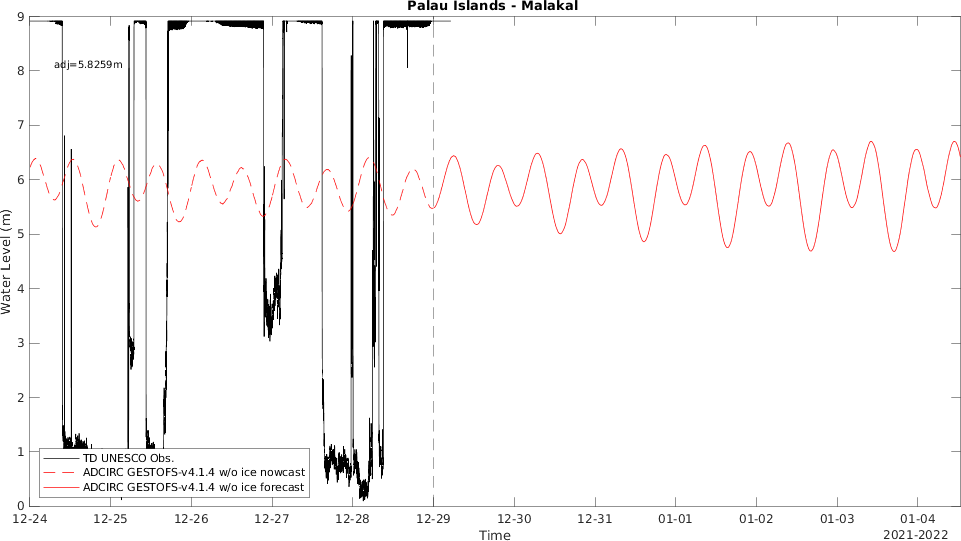 Palau Islands - Malakal
9
8
7
6
5
4
3
2
1
0
Water Level (m)
adj=5.8259m
TD UNESCO Obs.
ADCIRC GESTOFS-v4.1.4 w/o ice nowcast
ADCIRC GESTOFS-v4.1.4 w/o ice forecast
12-24 12-25 12-26 12-27 12-28 12-29 12-30 12-31 01-01 01-02 01-03 01-04
Time
2021-2022